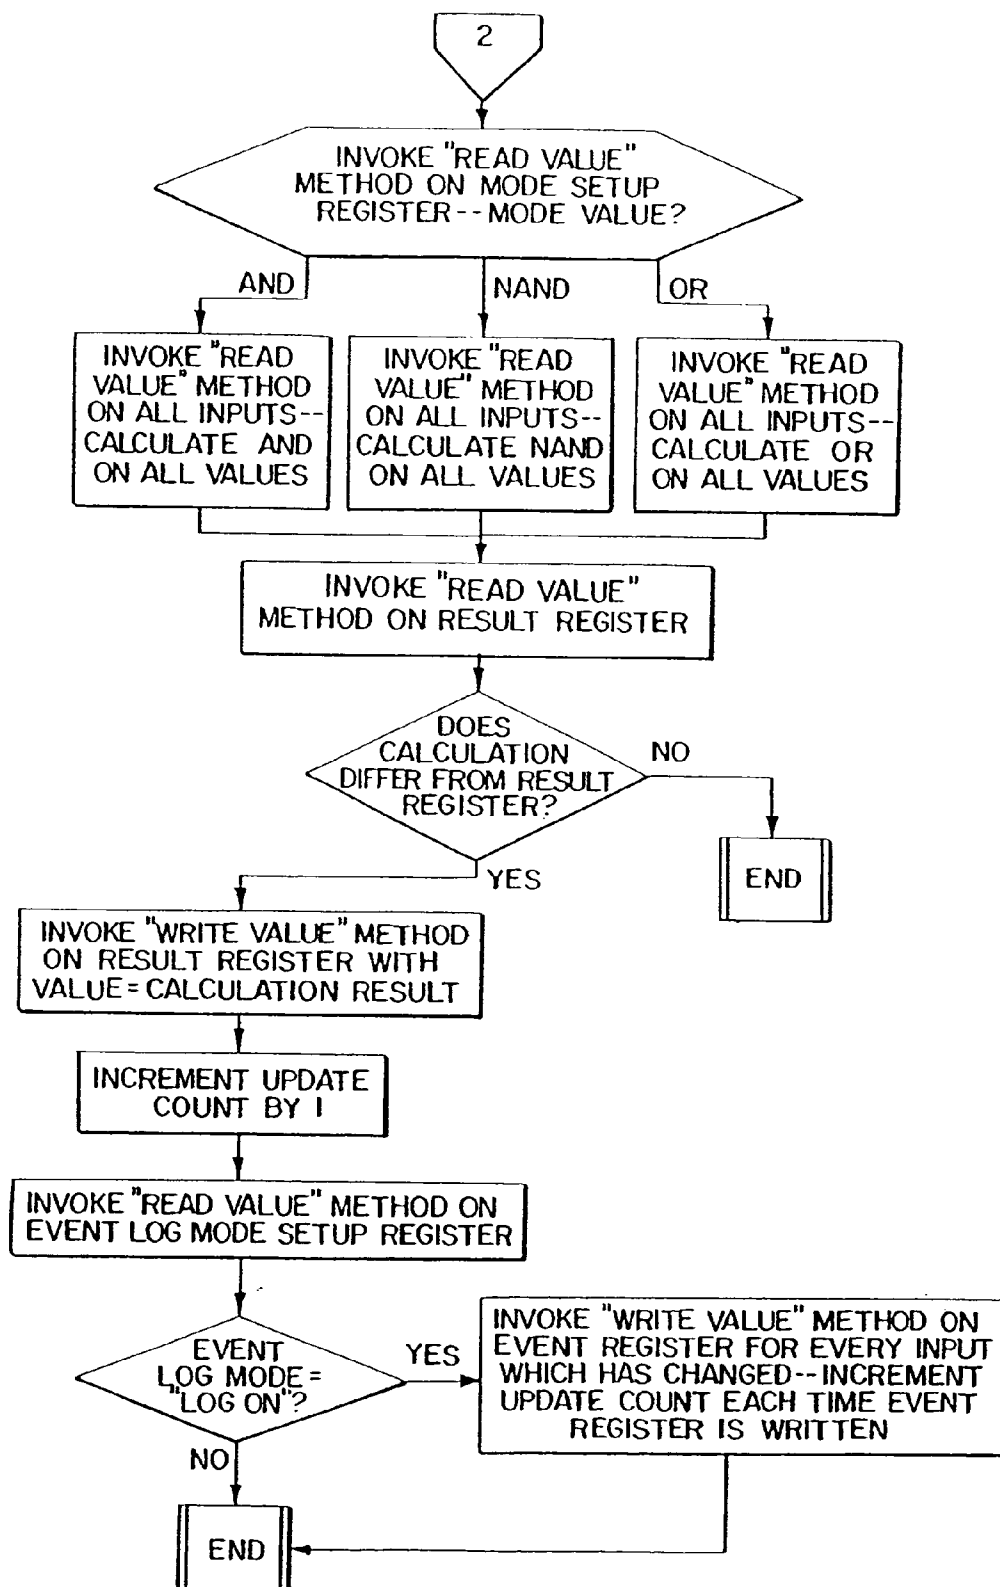 2
INVOKE "READ VALUE"
METHOD ON MODE SETUP
REGISTER--MODE VALUE?
AND
NAND
OR
INVOKE "READ
VALUE" METHOD
ON ALL INPUTS--
CALCULATE AND
ON ALL VALUES
INVOKE "READ
VALUE" METHOD
ON ALL INPUTS--
CALCULATE NAND
ON ALL VALUES
INVOKE "READ
VALUE" METHOD
ON ALL INPUTS--
CALCULATE OR
ON ALL VALUES
INVOKE "READ VALUE"
METHOD ON RESULT REGISTER
DOES
CALCULATION
DIFFER FROM RESULT
REGISTER?
NO
END
YES
INVOKE "WRITE VALUE" METHOD
ON RESULT REGISTER WITH
VALUE=CALCULATION RESULT
INCREMENT UPDATE
COUNT BY 1
INVOKE "READ VALUE" METHOD ON
EVENT LOG MODE SETUP REGISTER
EVENT
LOG MODE=
"LOG ON"?
YES
INVOKE "WRITE VALUE" METHOD ON
EVENT REGISTER FOR EVERY INPUT
WHICH HAS CHANGED--INCREMENT
UPDATE COUNT EACH TIME EVENT
REGISTER IS WRITTEN
NO
END